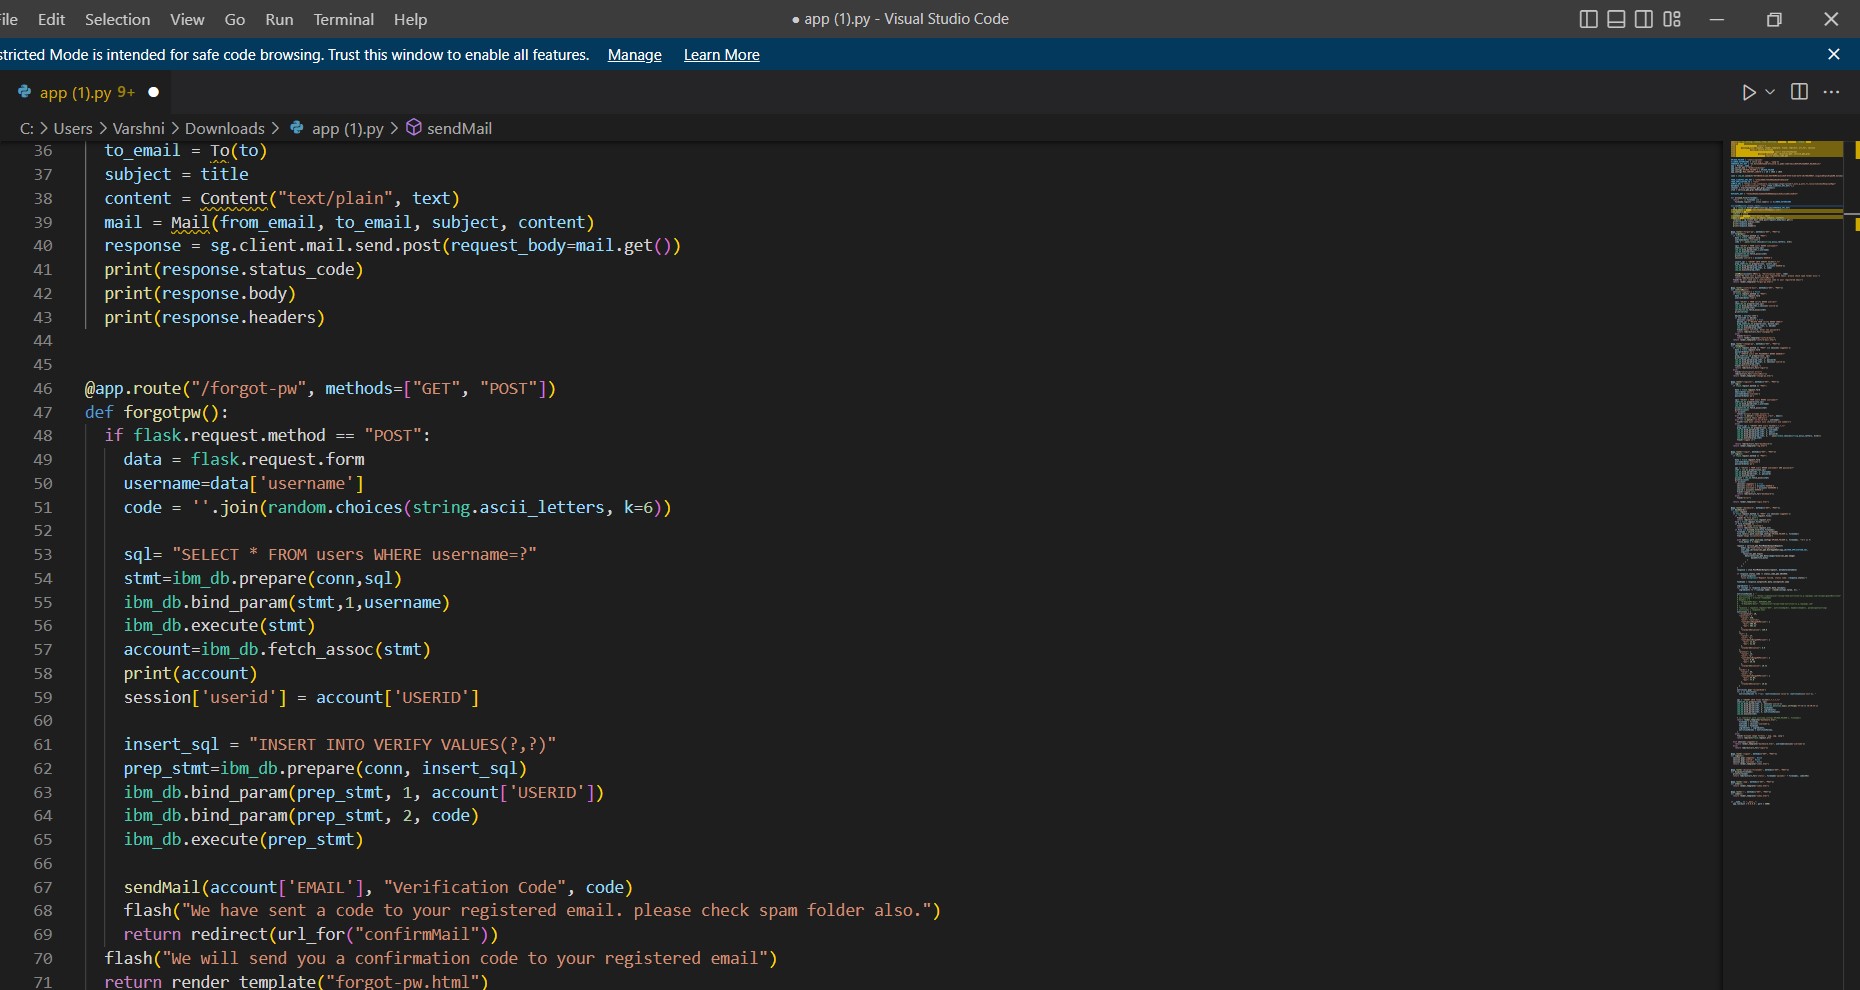 File Edit Selection View Go Run Terminal Help
● app (1).py - Visual Studio Code
stricted Mode is intended for safe code browsing. Trust this window to enable all features. Manage Learn More
app (1).py 9+ ●
C: > Users > Varshni > Downloads > app (1).py > sendMail
36 to_email = To(to)
37 subject = title
38 content = Content("text/plain", text)
39 mail = Mail(from_email, to_email, subject, content)
40 response = sg.client.mail.send.post(request_body=mail.get())
41 print(response.status_code)
42 print(response.body)
43 print(response.headers)
44
45
46 @app.route("/forgot-pw", methods=["GET", "POST"])
47 def forgotpw():
48 if flask.request.method == "POST":
49 data = flask.request.form
50 username=data['username']
51 code = ''.join(random.choices(string.ascii_letters, k=6))
52
53 sql= "SELECT * FROM users WHERE username=?"
54 stmt=ibm_db.prepare(conn,sql)
55 ibm_db.bind_param(stmt,1,username)
56 ibm_db.execute(stmt)
57 account=ibm_db.fetch_assoc(stmt)
58 print(account)
59 session['userid'] = account['USERID']
60
61 insert_sql = "INSERT INTO VERIFY VALUES(?,?)"
62 prep_stmt=ibm_db.prepare(conn, insert_sql)
63 ibm_db.bind_param(prep_stmt, 1, account['USERID'])
64 ibm_db.bind_param(prep_stmt, 2, code)
65 ibm_db.execute(prep_stmt)
66
67 sendMail(account['EMAIL'], "Verification Code", code)
68 flash("We have sent a code to your registered email. please check spam folder also.")
69 return redirect(url_for("confirmMail"))
70 flash("We will send you a confirmation code to your registered email")
71 return render_template("forgot-pw.html")